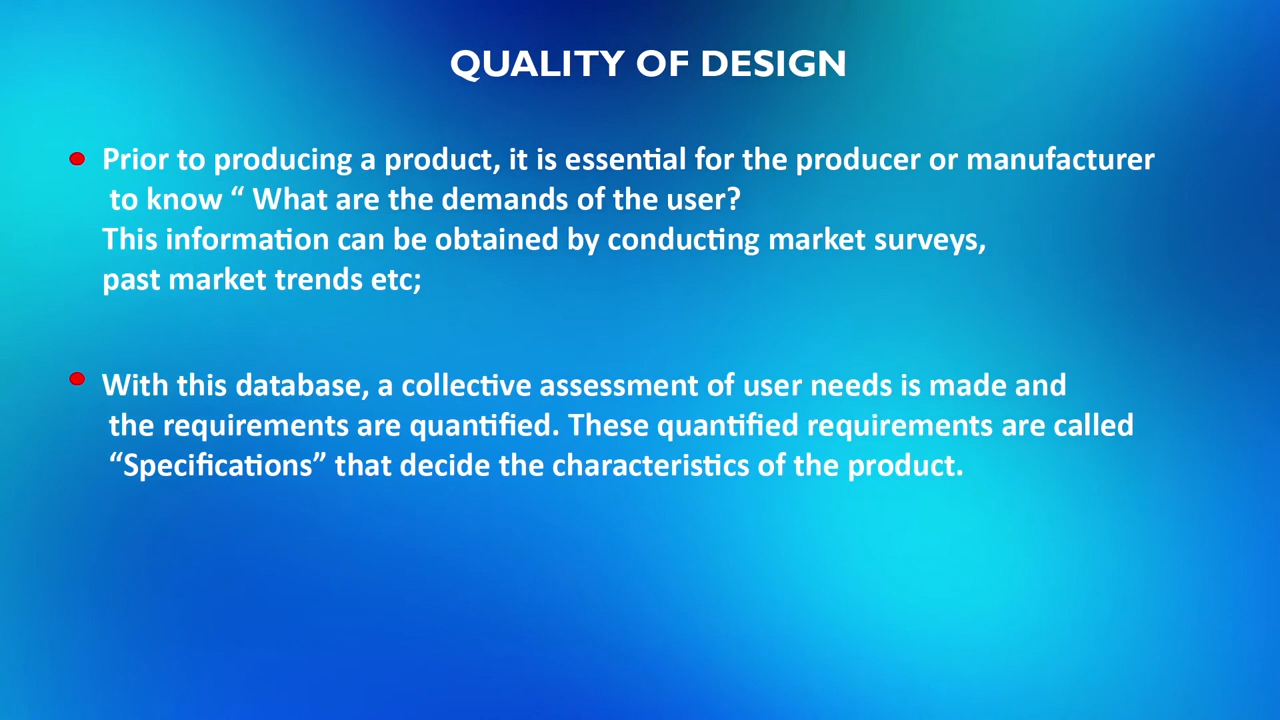 QUALITY OF DESIGN
Prior to producing a product, it is essential for the producer or manufacturer
to know “ What are the demands of the user?
This information can be obtained by conducting market surveys,
past market trends etc;
With this database, a collective assessment of user needs is made and
the requirements are quantified. These quantified requirements are called
“Specifications” that decide the characteristics of the product.